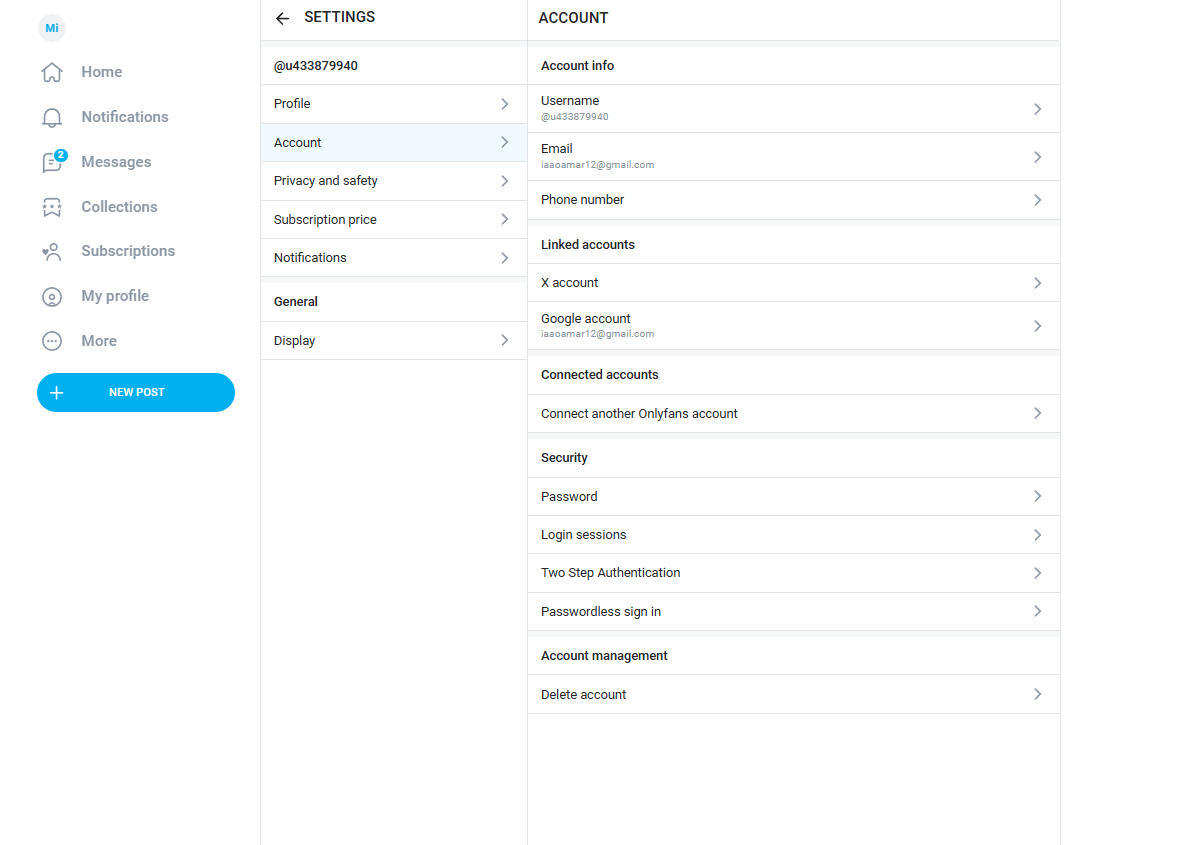 Mi
Home
Notifications
2
Messages
Collections
Subscriptions
My profile
More
NEW POST
SETTINGS
@u433879940
Profile
Account
Privacy and safety
Subscription price
Notifications
General
Display
ACCOUNT
Account info
Username
@u433879940
Email
iaaoamar12@gmail.com
Phone number
Linked accounts
X account
Google account
iaaoamar12@gmail.com
Connected accounts
Connect another Onlyfans account
Security
Password
Login sessions
Two Step Authentication
Passwordless sign in
Account management
Delete account